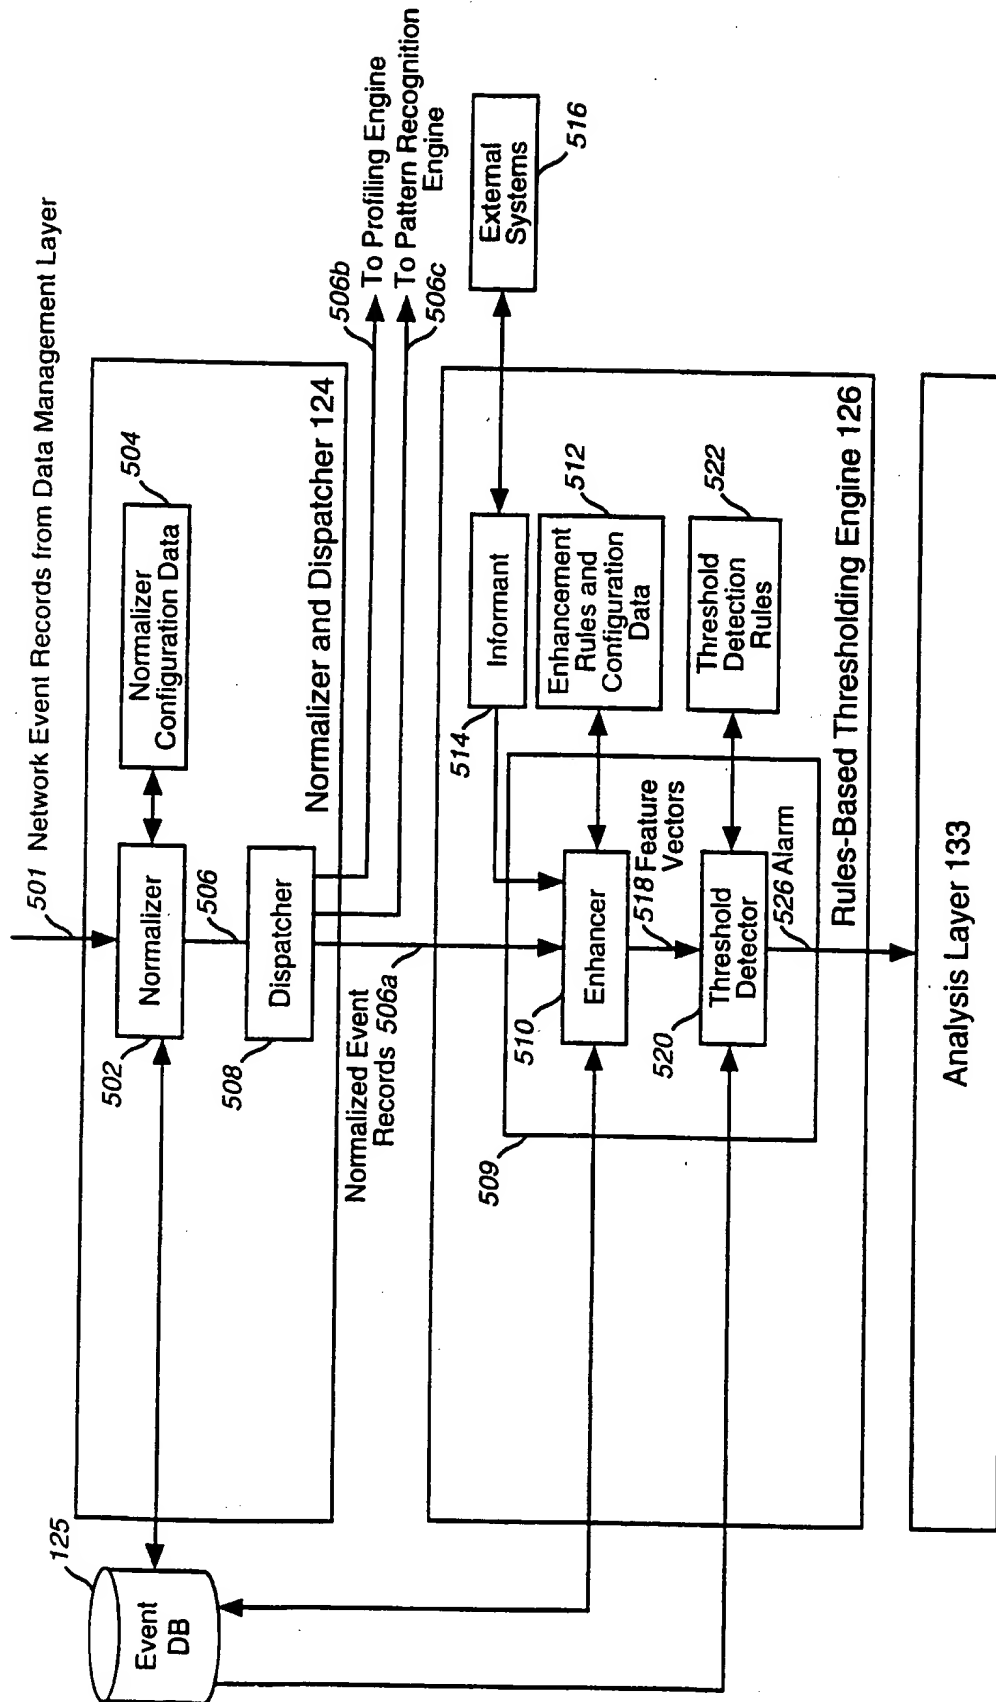 501 Network Event Records from Data Management Layer
Normalizer
502
Normalizer
Configuration Data
504
506
Dispatcher
508
Normalizer and Dispatcher 124
506b
To Profiling Engine
To Pattern Recognition
Engine
506c
Event
DB
125
Normalized Event
Records 506a
Informant
514
External
Systems
516
Enhancement
Rules and
Configuration
Data
512
509
Enhancer
510
518 Feature
Vectors
Threshold
Detector
520
Threshold
Detection
Rules
522
526 Alarm
Rules-Based Thresholding Engine 126
Analysis Layer 133